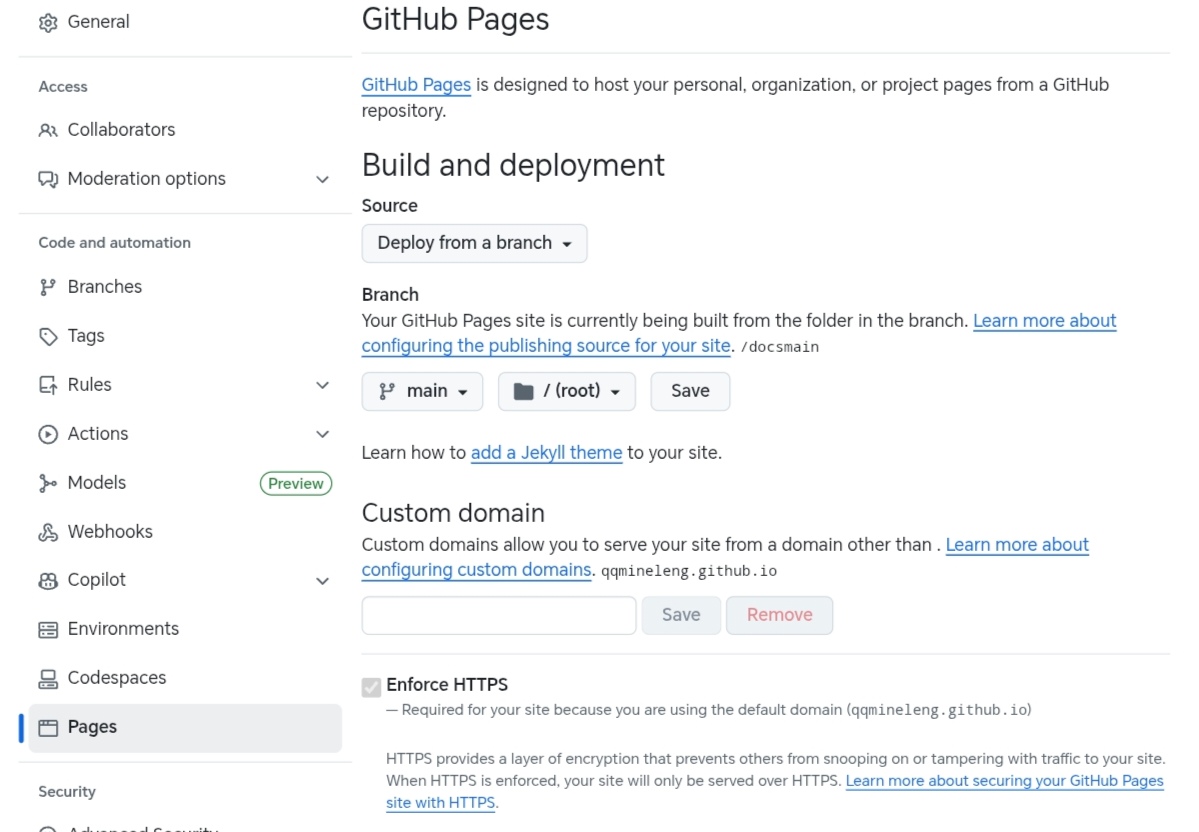 General
Access
Collaborators
Moderation options
Code and automation
Branches
Tags
Rules
Actions
Models
Preview
Webhooks
Copilot
Environments
Codespaces
Pages
Security
Advanced Security
GitHub Pages
GitHub Pages is designed to host your personal, organization, or project pages from a GitHub
repository.
Build and deployment
Source
Deploy from a branch
Branch
Your GitHub Pages site is currently being built from the folder in the branch. Learn more about
configuring the publishing source for your site. /docsmain
main
/ (root)
Save
Learn how to add a Jekyll theme to your site.
Custom domain
Custom domains allow you to serve your site from a domain other than . Learn more about
configuring custom domains. qqmineleng.github.io
Save
Remove
Enforce HTTPS
— Required for your site because you are using the default domain (qqmineleng.github.io)
HTTPS provides a layer of encryption that prevents others from snooping on or tampering with traffic to your site.
When HTTPS is enforced, your site will only be served over HTTPS. Learn more about securing your GitHub Pages
site with HTTPS.